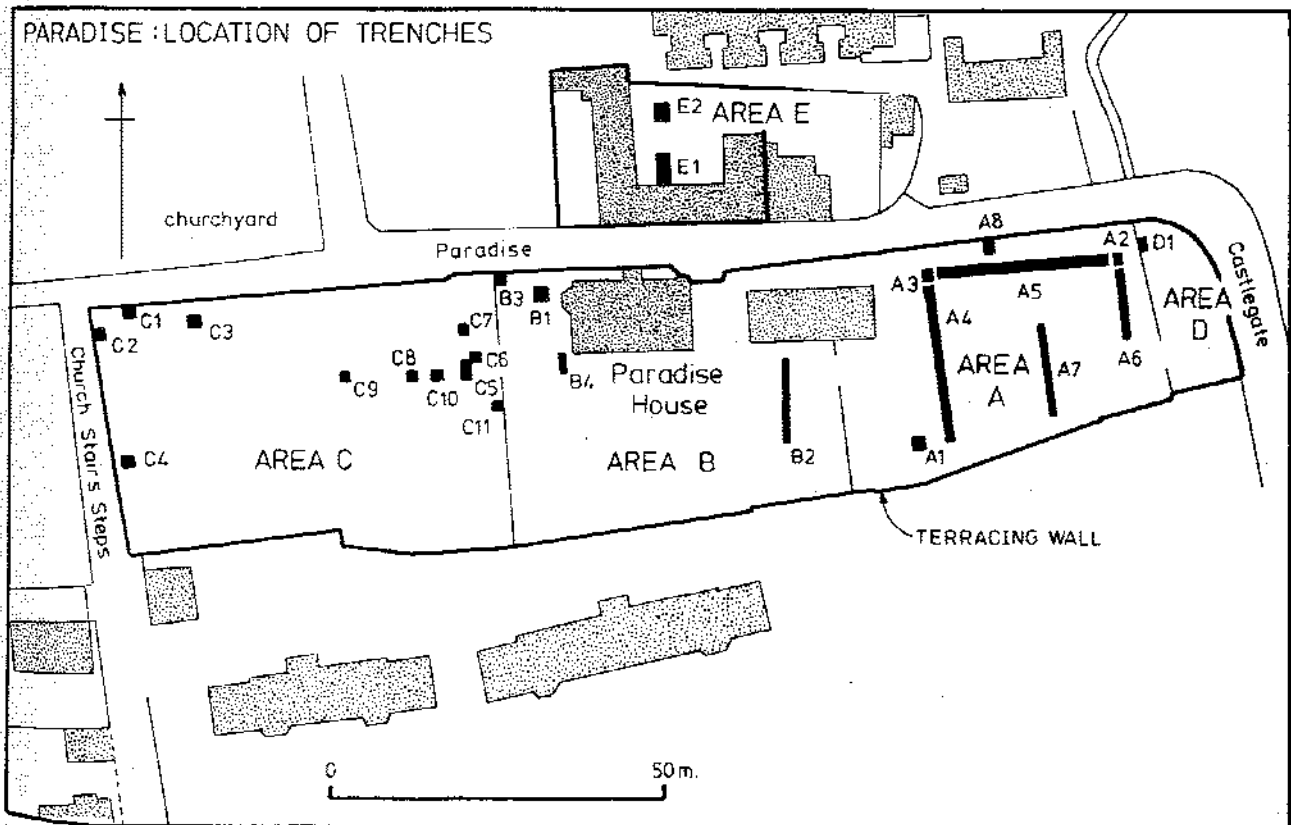 PARADISE : LOCATION OF TRENCHES
E2
AREA E
E1
churchyard
Paradise
A8
A2
D1
Castlegate
C1
C2
C3
B3
B1
A3
A5
A4
AREA
D
C7
C6
C8
C9
C10
C5
C11
B4
Paradise
House
AREA
A
A7
A6
Church Stairs Steps
C4
AREA C
AREA B
B2
A1
TERRACING WALL
0
50m.